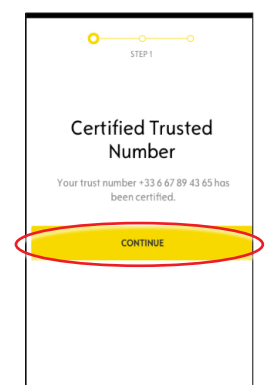 STEP 1
Certified Trusted
Number
Your trust number +33 6 67 89 43 65 has
been certified.
CONTINUE